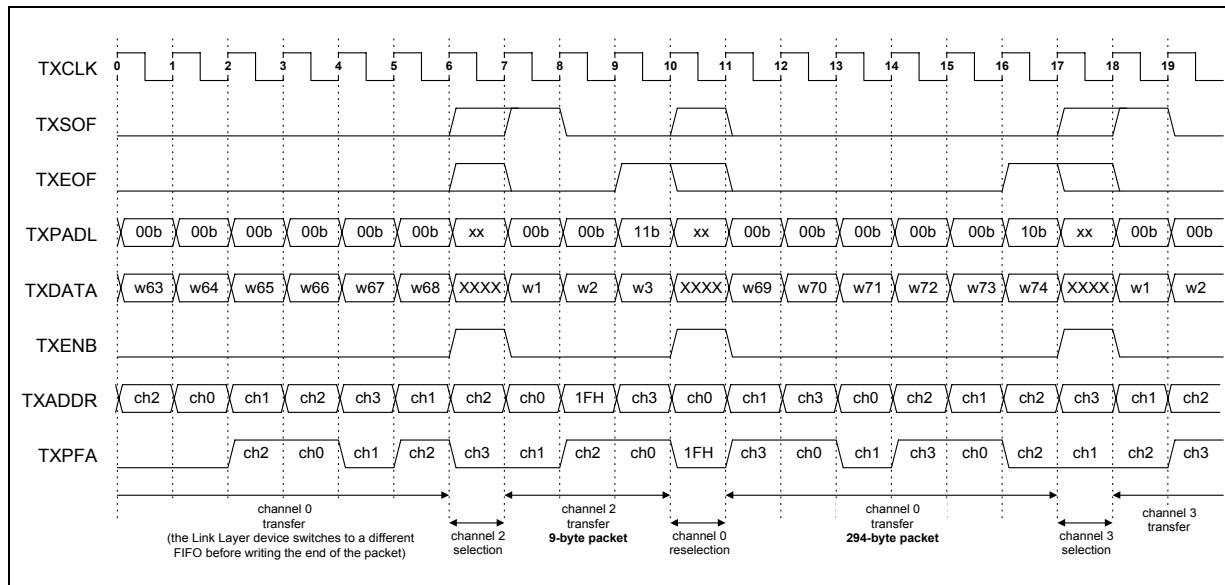 TXCLK 0 1 2 3 4 5 6 7 8 9 10 11 12 13 14 15 16 17 18 19
TXSOF
TXEOF
TXPADL 00b 00b 00b 00b 00b 00b xx 00b 00b 11b xx 00b 00b 00b 00b 00b 10b xx 00b 00b
TXDATA w63 w64 w65 w66 w67 w68 XXXX w1 w2 w3 XXXX w69 w70 w71 w72 w73 w74 XXXX w1 w2
TXENB
TXADDR ch2 ch0 ch1 ch2 ch3 ch1 ch2 ch0 1FH ch3 ch0 ch1 ch3 ch0 ch2 ch1 ch2 ch3 ch1 ch2
TXPFA ch2 ch0 ch1 ch2 ch3 ch1 ch2 ch0 1FH ch3 ch0 ch1 ch3 ch0 ch2 ch1 ch2 ch3
channel 0
transfer
(the Link Layer device switches to a different
FIFO before writing the end of the packet)
channel 2
selection
channel 2
transfer
9-byte packet
channel 0
reselection
channel 0
transfer
294-byte packet
channel 3
selection
channel 3
transfer